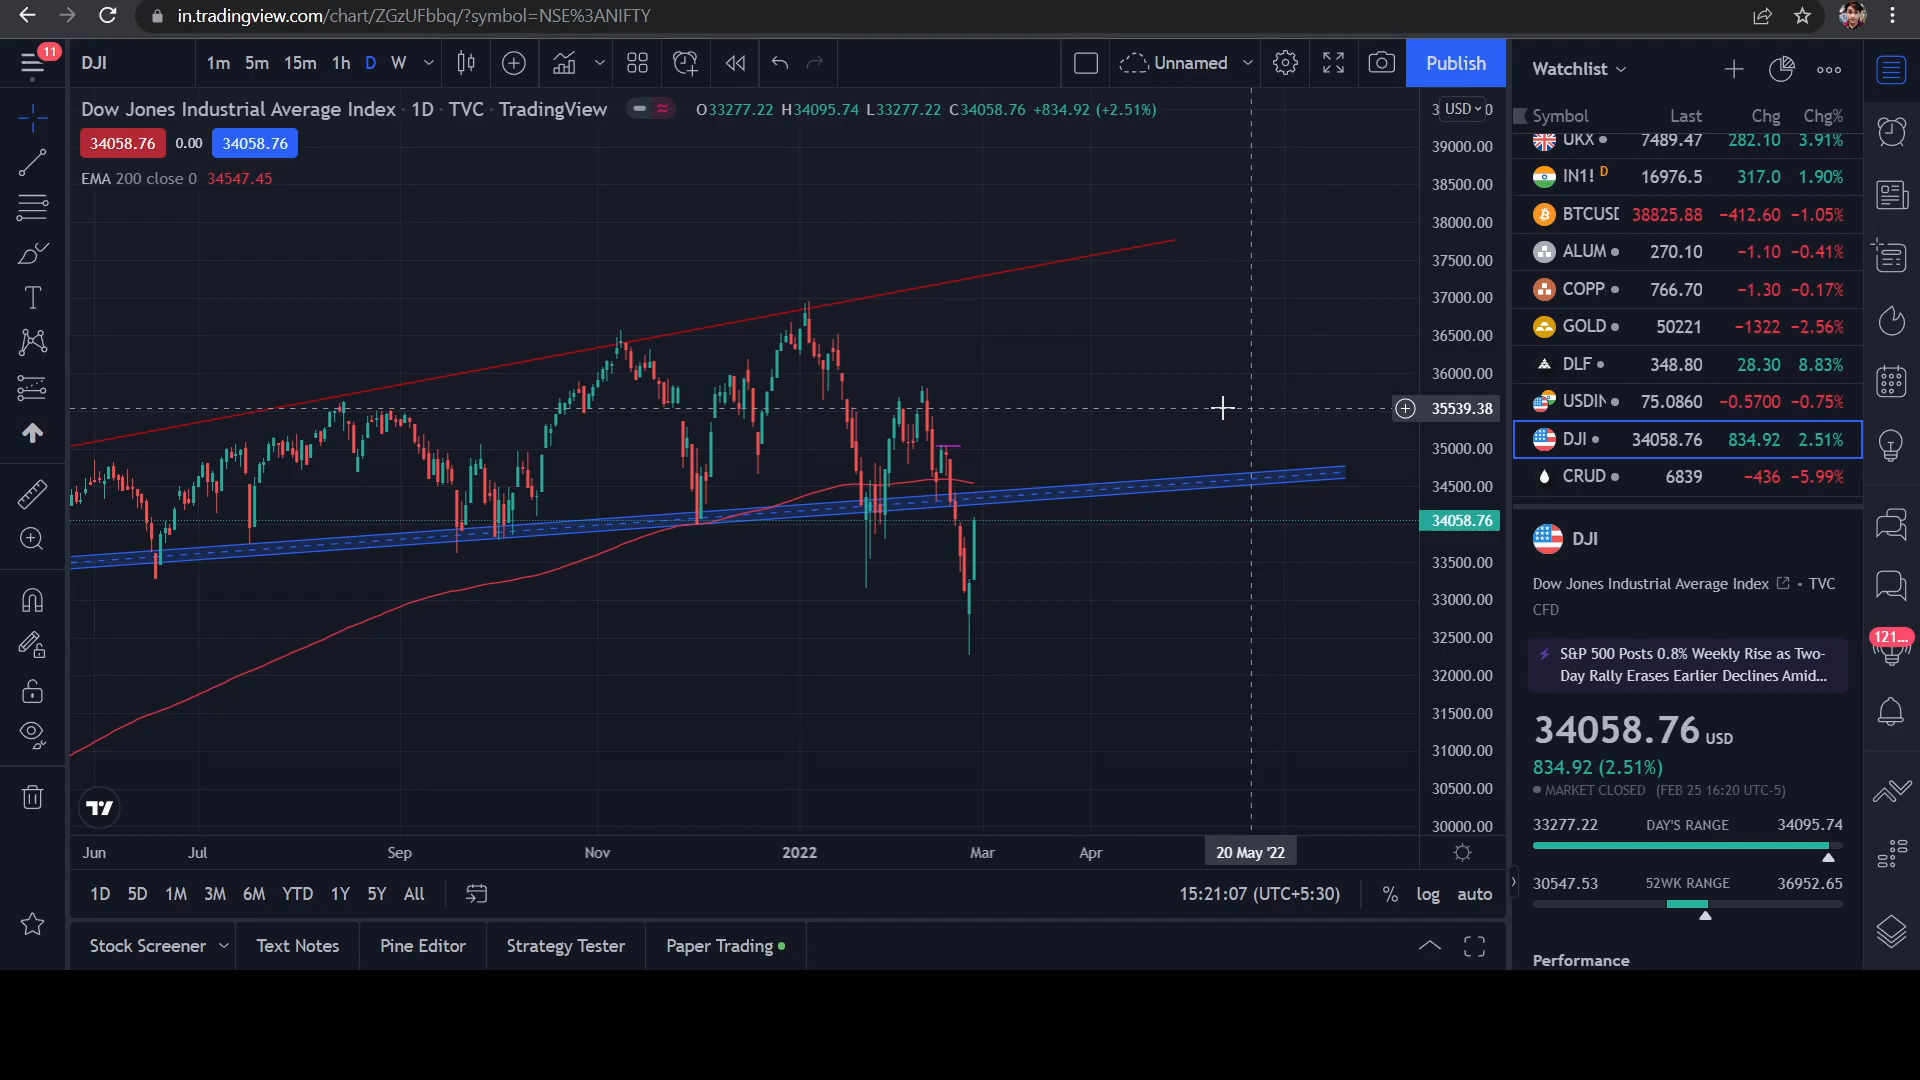 in.tradingview.com/chart/ZGzUFbbq/?symbol=NSE%3ANIFTY
11
DJI
1m 5m 15m 1h D W
Unnamed
Publish
Dow Jones Industrial Average Index · 1D · TVC · TradingView
O33277.22 H34095.74 L33277.22 C34058.76 +834.92 (+2.51%)
34058.76 0.00 34058.76
EMA 200 close 0 34547.45
USD
39000.00
38500.00
38000.00
37500.00
37000.00
36500.00
36000.00
35539.38
35000.00
34500.00
34058.76
33500.00
33000.00
32500.00
32000.00
31500.00
31000.00
30500.00
30000.00
Jun Jul Sep Nov 2022 Mar Apr 20 May '22
1D 5D 1M 3M 6M YTD 1Y 5Y All
15:21:07 (UTC+5:30) % log auto
Stock Screener Text Notes Pine Editor Strategy Tester Paper Trading
Watchlist
Symbol Last Chg Chg%
UKX 7489.47 282.10 3.91%
IN1! D 16976.5 317.0 1.90%
BTCUSD 38825.88 −412.60 −1.05%
ALUM 270.10 −1.10 −0.41%
COPP 766.70 −1.30 −0.17%
GOLD 50221 −1322 −2.56%
DLF 348.80 28.30 8.83%
USDIN 75.0860 −0.5700 −0.75%
DJI 34058.76 834.92 2.51%
CRUD 6839 −436 −5.99%
DJI
Dow Jones Industrial Average Index • TVC
CFD
S&P 500 Posts 0.8% Weekly Rise as Two-
Day Rally Erases Earlier Declines Amid...
34058.76 USD
834.92 (2.51%)
MARKET CLOSED (FEB 25 16:20 UTC-5)
33277.22 DAY'S RANGE 34095.74
30547.53 52WK RANGE 36952.65
Performance
121...